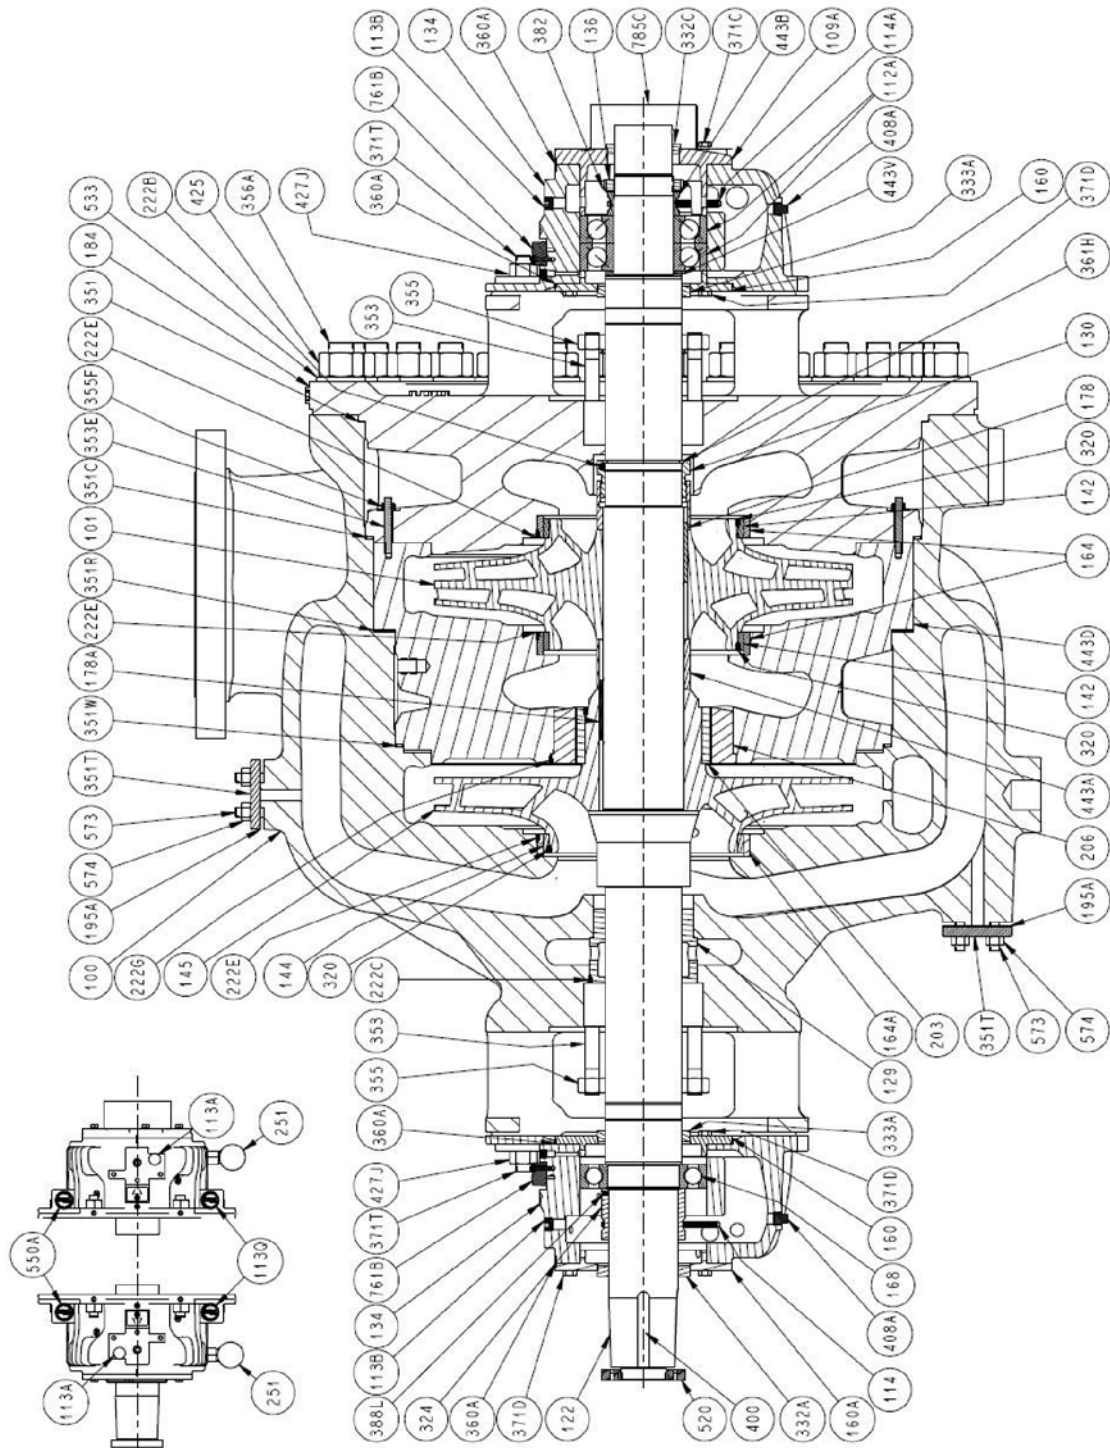 113A
550A
251
113A
113Q
251
388L
113B
134
761B
371T
427J
360A
355
353
222C
320
144
222E
145
222G
100
195A
574
573
351T
351W
178A
222E
351R
101
351C
353E
355F
222E
351
184
533
222B
425
356A
353
355
427J
360A
371T
761B
113B
134
360A
382
136
785C
332C
371C
443B
109A
114A
112A
408A
443V
333A
160
371D
361H
130
178
320
142
164
443D
142
320
443A
206
195A
574
573
351T
203
164A
129
333A
371D
160
168
408A
114
160A
332A
400
520
122
371D
360A
324